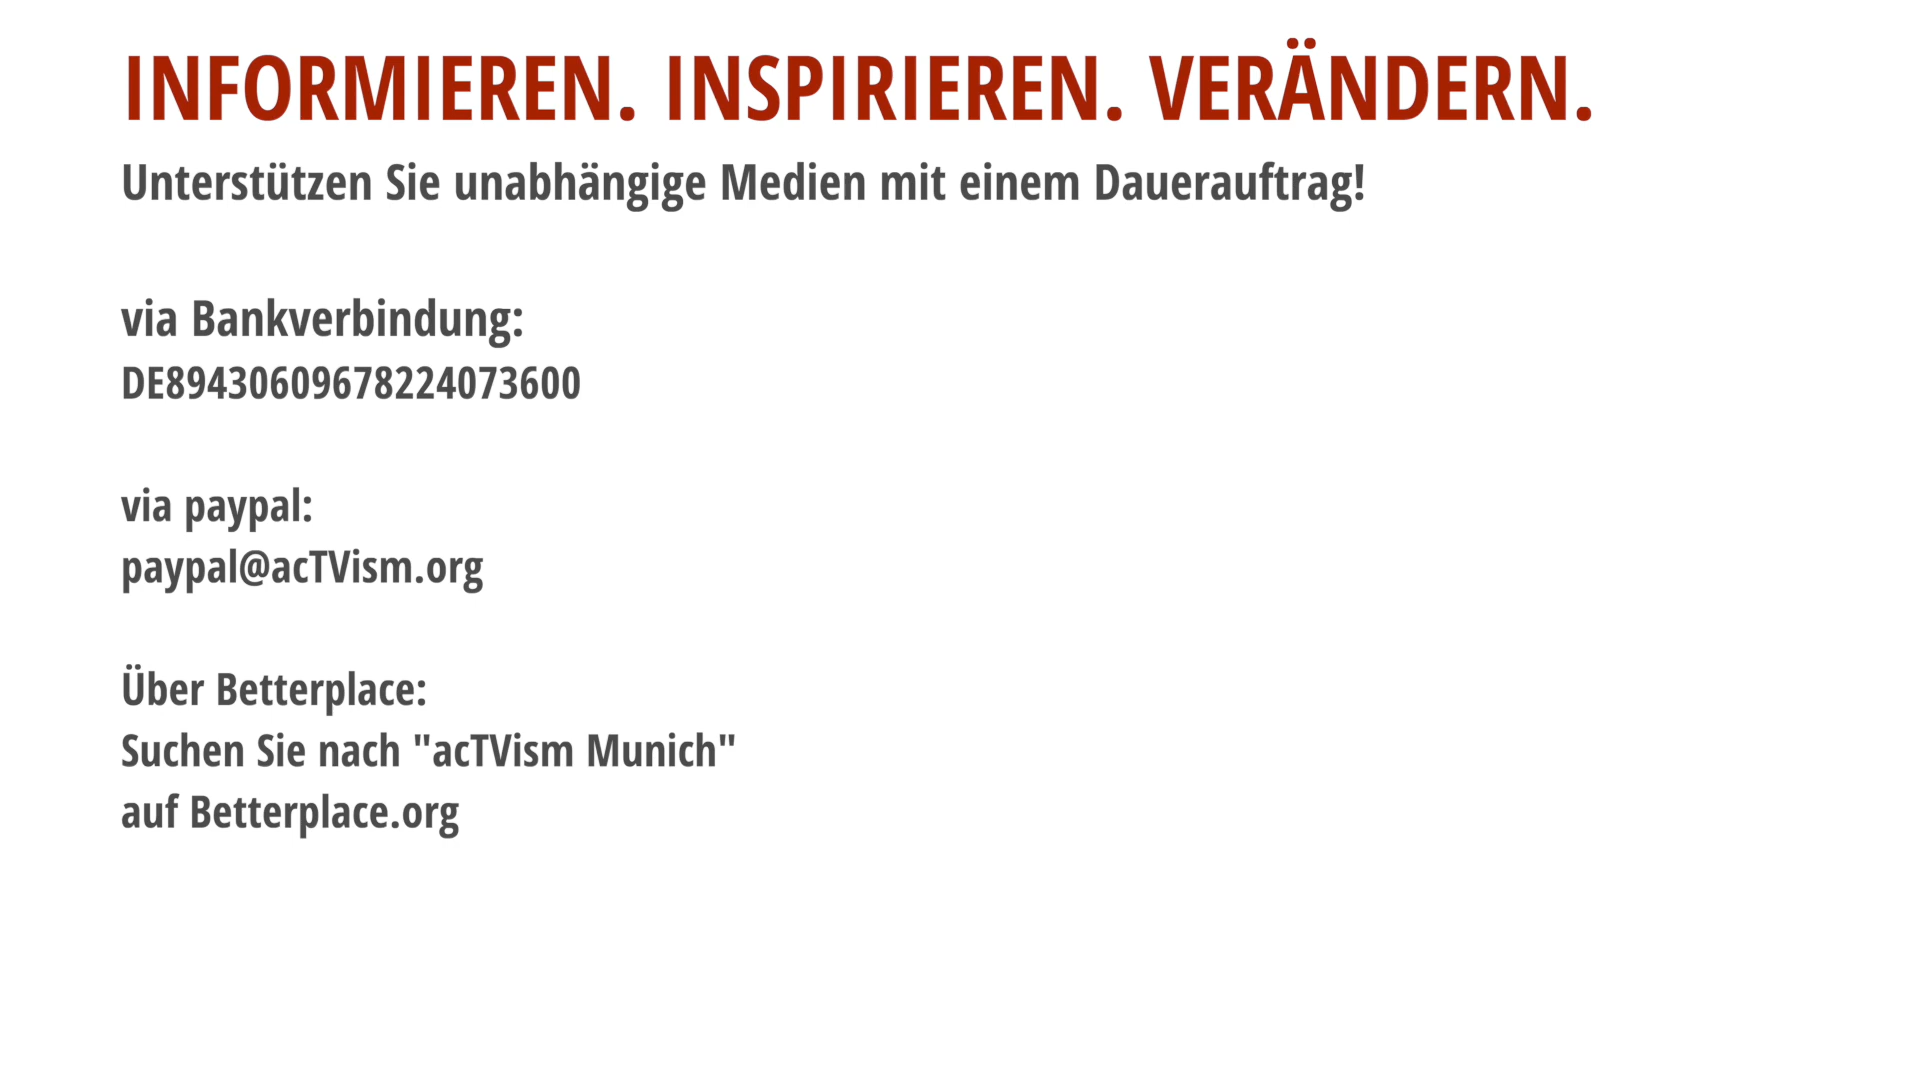 INFORMIEREN. INSPIRIEREN. VERÄNDERN.
Unterstützen Sie unabhängige Medien mit einem Dauerauftrag!
via Bankverbindung:
DE89430609678224073600
via paypal:
paypal@acTVism.org
Über Betterplace:
Suchen Sie nach "acTVism Munich"
auf Betterplace.org